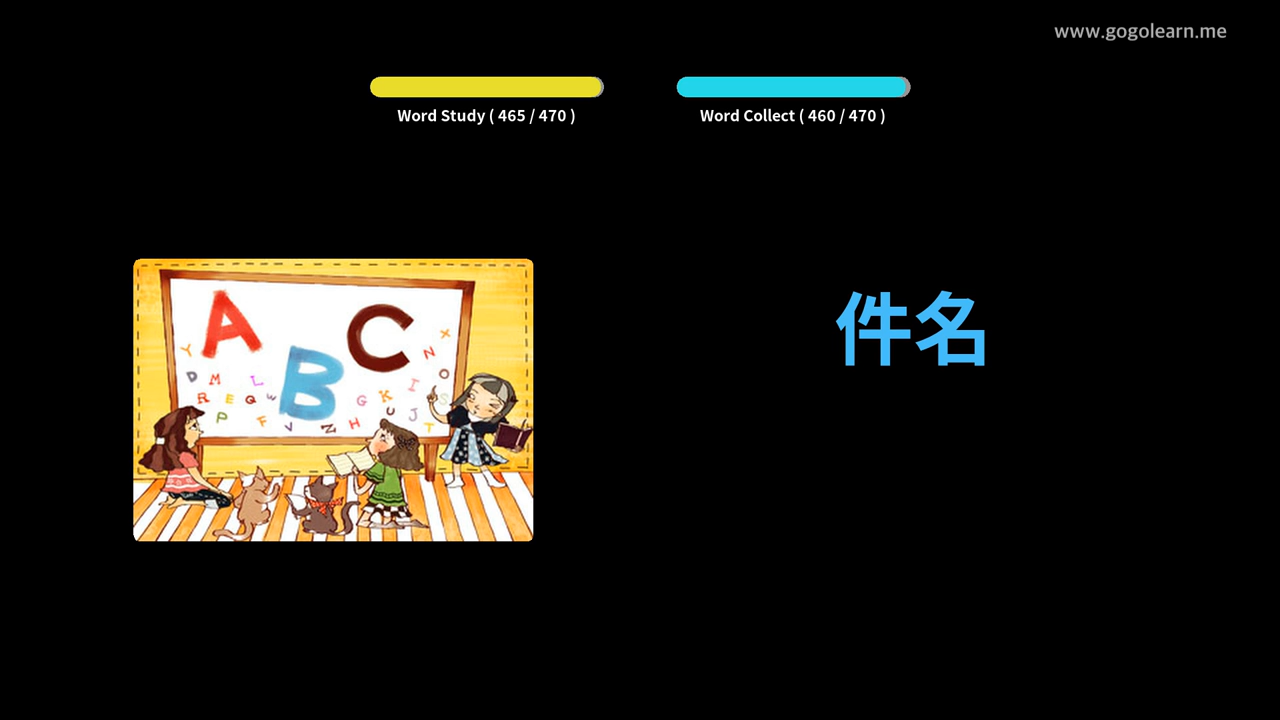 www.gogolearn.me
Word Study ( 465 / 470 )
Word Collect ( 460 / 470 )
件名
A
B
C
Y
X
D M L
N
O
R E Q W
G K I
S
P F V Z H U J T